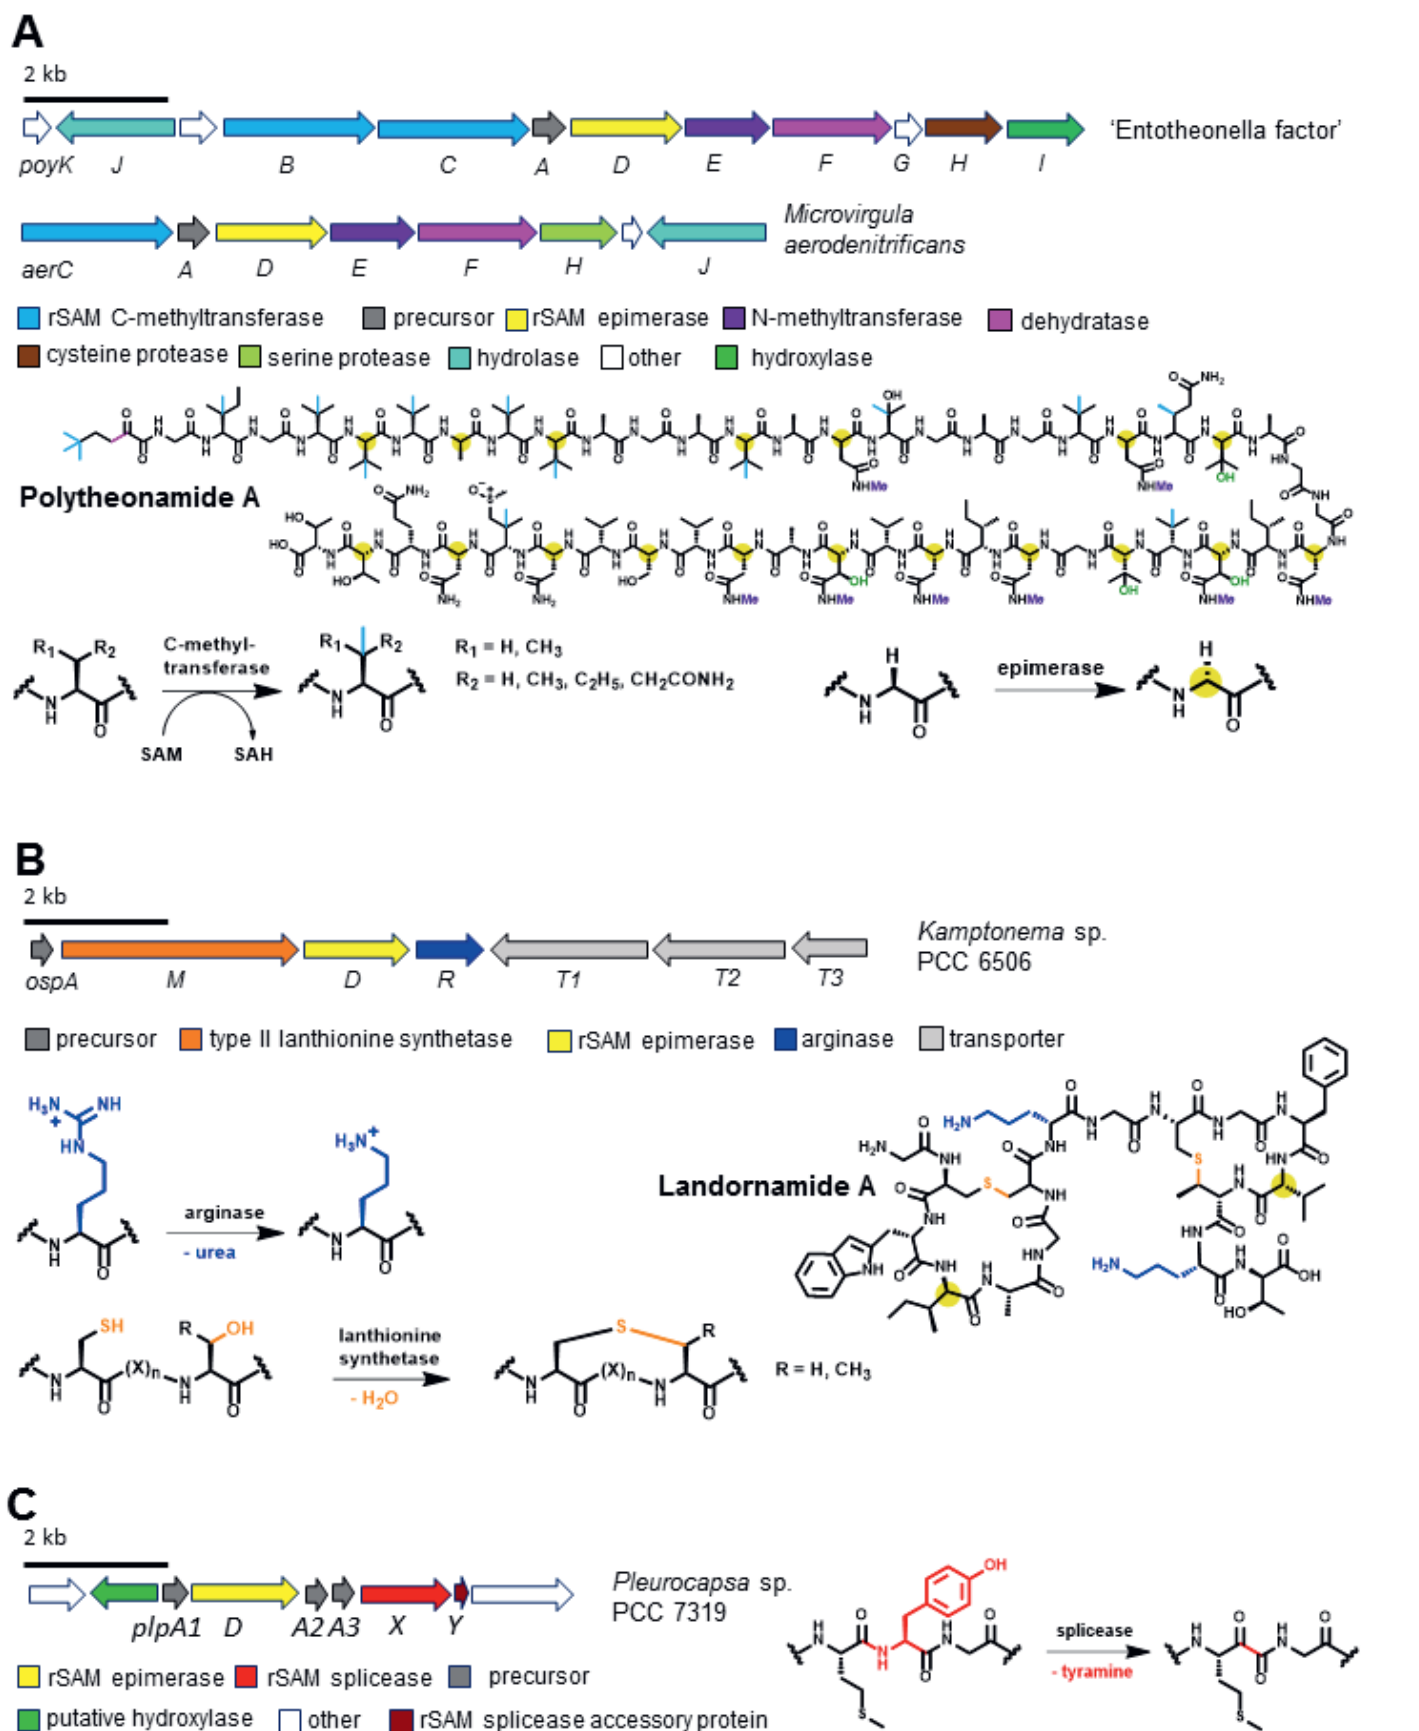 A
2 kb
'Entotheonella factor'
poyK J B C A D E F G H I
Microvirgula
aerodenitrificans
aerC A D E F H J
rSAM C-methyltransferase precursor rSAM epimerase N-methyltransferase dehydratase
cysteine protease serine protease hydrolase other hydroxylase
Polytheonamide A
C-methyl-
transferase
SAM SAH
R1 = H, CH3
R2 = H, CH3, C2H5, CH2CONH2
epimerase
B
2 kb
Kamptonema sp.
PCC 6506
ospA M D R T1 T2 T3
precursor type II lanthionine synthetase rSAM epimerase arginase transporter
arginase
- urea
Landornamide A
lanthionine
synthetase
- H2O
R = H, CH3
C
2 kb
Pleurocapsa sp.
PCC 7319
plpA1 D A2 A3 X Y
splicease
- tyramine
rSAM epimerase rSAM splicease precursor
putative hydroxylase other rSAM splicease accessory protein